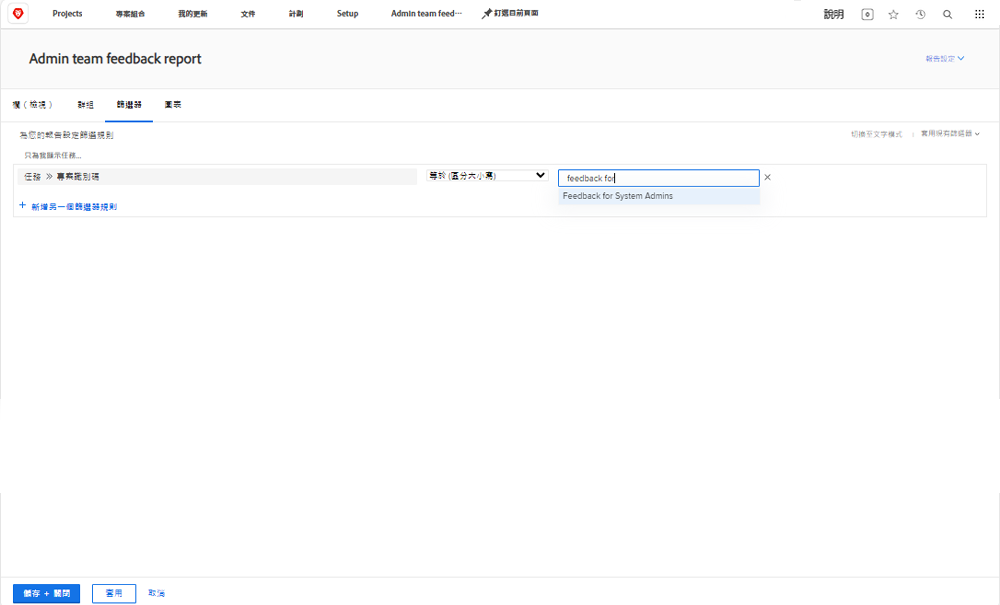 Projects 專案組合 我的更新 文件 計劃 Setup Admin team feed… 釘選目前頁面 說明 0
Admin team feedback report 報告設定
欄（檢視） 群組 篩選器 圖表
為您的報告設定篩選規則 切換至文字模式 | 套用現有篩選器
只為我顯示任務...
任務 » 專案識別碼 等於 (區分大小寫) feedback for
Feedback for System Admins
+ 新增另一個篩選器規則
儲存 + 關閉 套用 取消